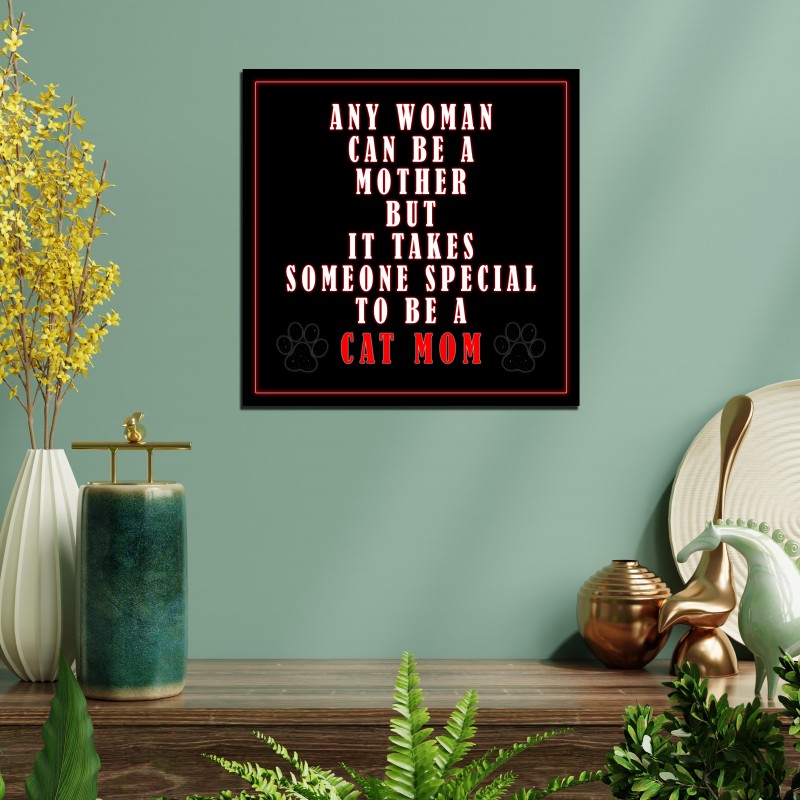 ANY WOMAN
CAN BE A
MOTHER
BUT
IT TAKES
SOMEONE SPECIAL
TO BE A
CAT MOM